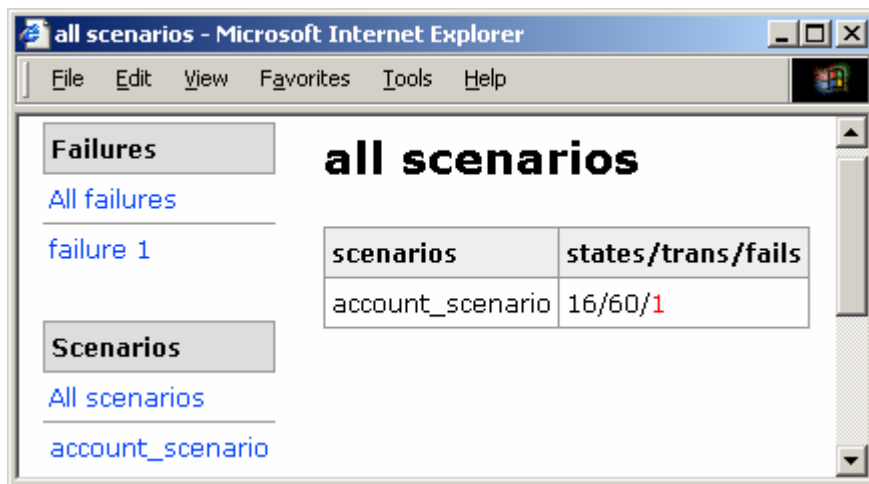 all scenarios - Microsoft Internet Explorer
File Edit View Favorites Tools Help
Failures
All failures
failure 1
Scenarios
All scenarios
account_scenario
all scenarios
scenarios states/trans/fails
account_scenario 16/60/1